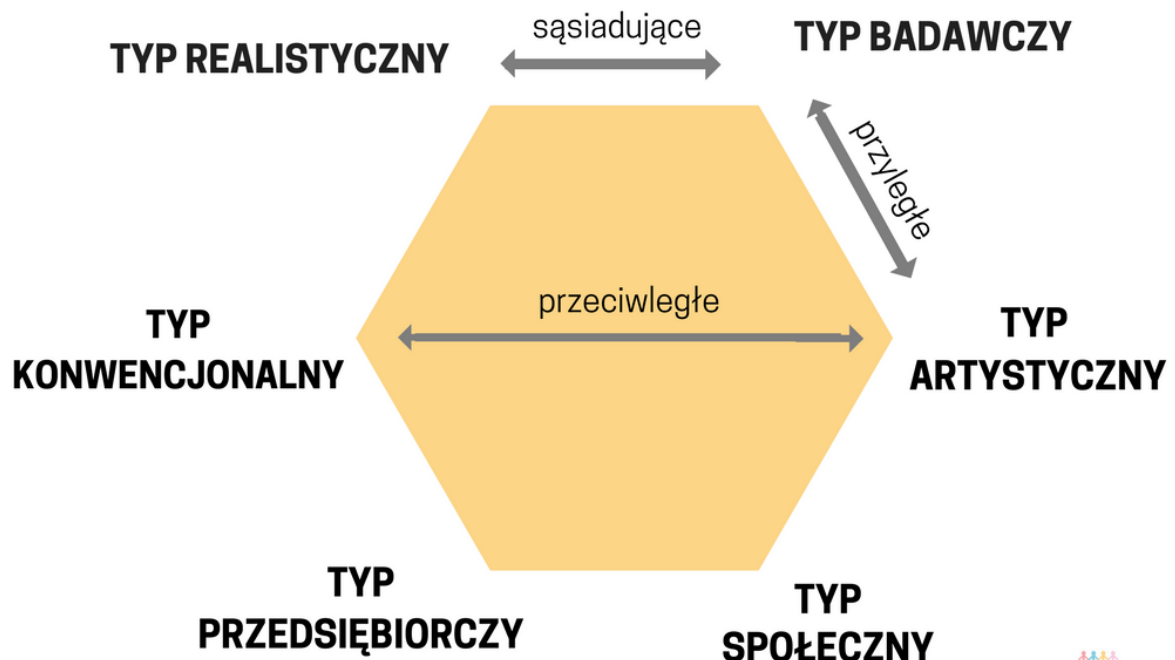 sąsiadujące
TYP REALISTYCZNY
TYP BADAWCZY
przyległe
przeciwległe
TYP
KONWENCJONALNY
TYP
ARTYSTYCZNY
TYP
PRZEDSIĘBIORCZY
TYP
SPOŁECZNY